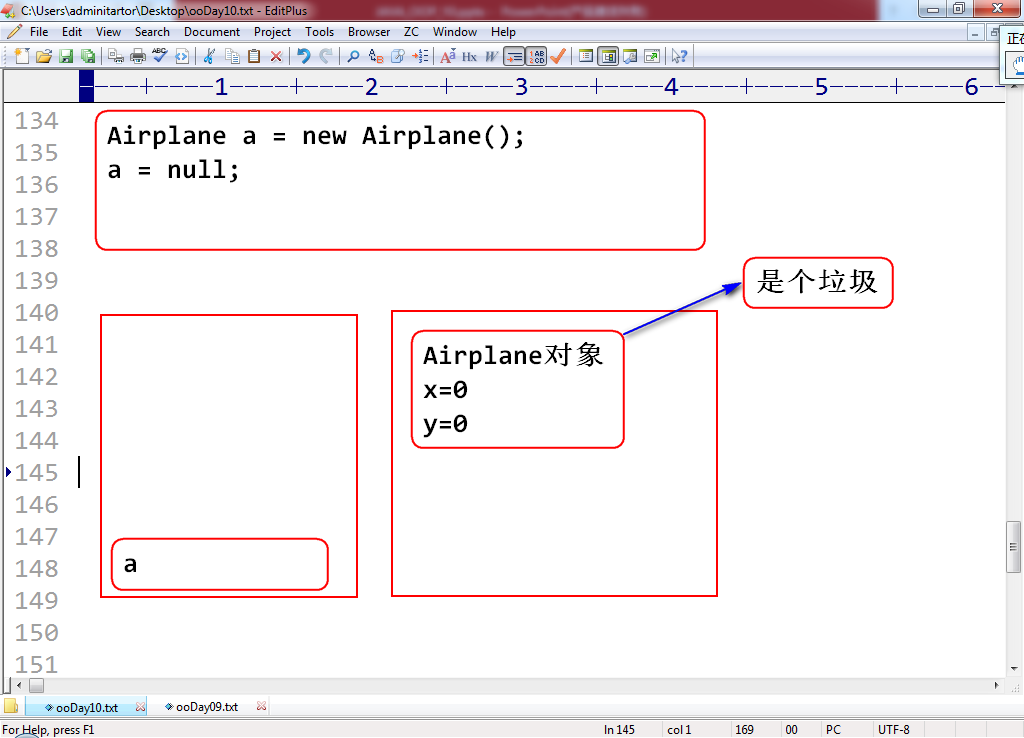 C:\Users\adminitartor\Desktop\ooDay10.txt - EditPlus
File Edit View Search Document Project Tools Browser ZC Window Help
正在
----+----1----+----2----+----3----+----4----+----5----+----6--
134
135
136
137
138
139
140
141
142
143
144
145
146
147
148
149
150
151
Airplane a = new Airplane();
a = null;
是个垃圾
Airplane对象
x=0
y=0
a
ooDay10.txt ooDay09.txt
For Help, press F1 ln 145 col 1 169 00 PC UTF-8